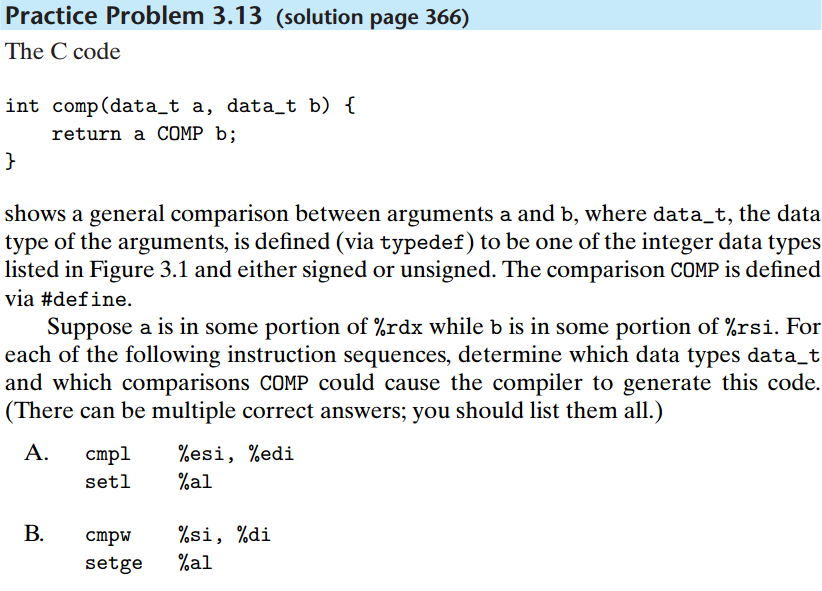 Practice Problem 3.13 (solution page 366)
The C code
int comp(data_t a, data_t b) {
return a COMP b;
}
shows a general comparison between arguments a and b, where data_t, the data
type of the arguments, is defined (via typedef) to be one of the integer data types
listed in Figure 3.1 and either signed or unsigned. The comparison COMP is defined
via #define.
Suppose a is in some portion of %rdx while b is in some portion of %rsi. For
each of the following instruction sequences, determine which data types data_t
and which comparisons COMP could cause the compiler to generate this code.
(There can be multiple correct answers; you should list them all.)
A. cmpl %esi, %edi
setl %al
B. cmpw %si, %di
setge %al